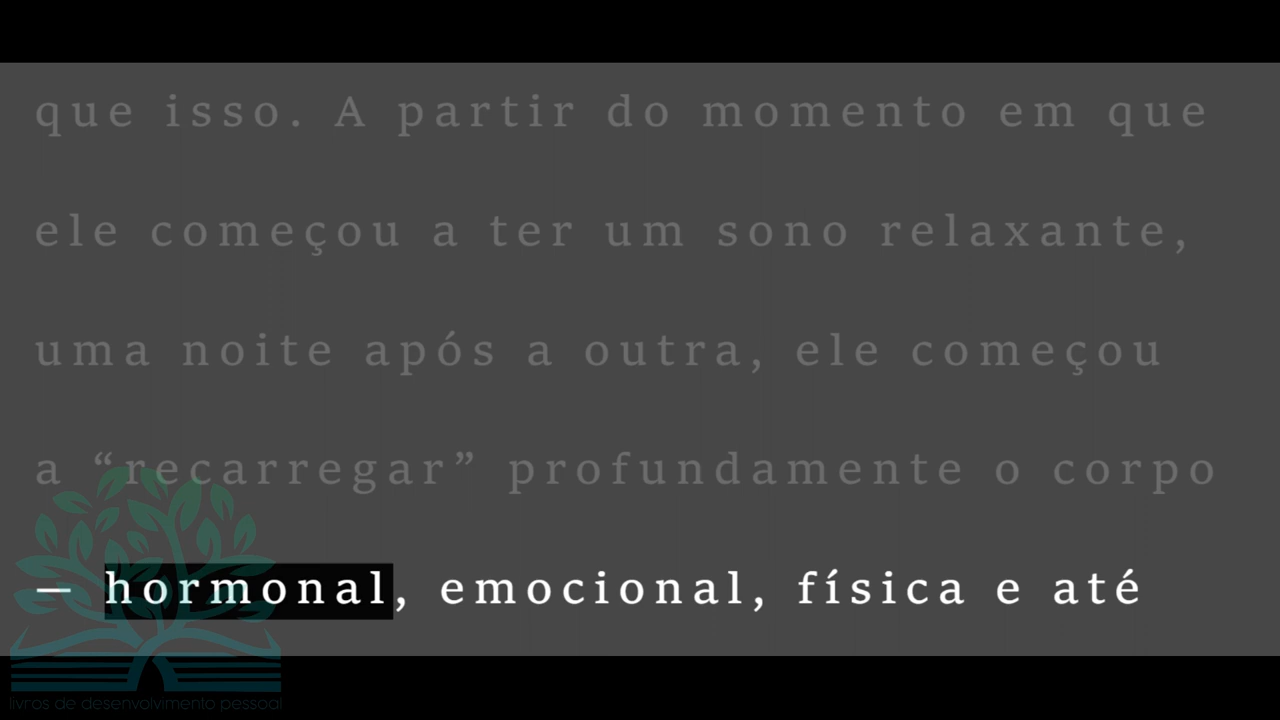 que isso. A partir do momento em que
ele começou a ter um sono relaxante,
uma noite após a outra, ele começou
a “recarregar” profundamente o corpo
— hormonal, emocional, física e até
livros de desenvolvimento pessoal